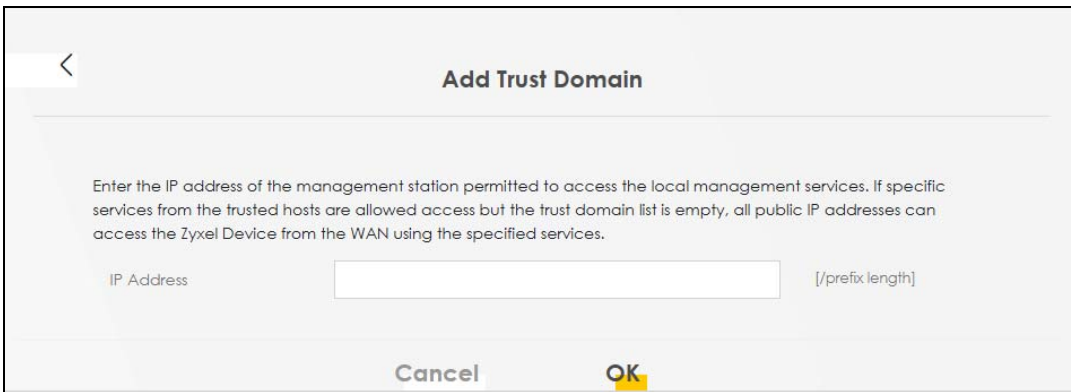 Add Trust Domain
Enter the IP address of the management station permitted to access the local management services. If specific
services from the trusted hosts are allowed access but the trust domain list is empty, all public IP addresses can
access the Zyxel Device from the WAN using the specified services.
IP Address [/prefix length]
Cancel OK